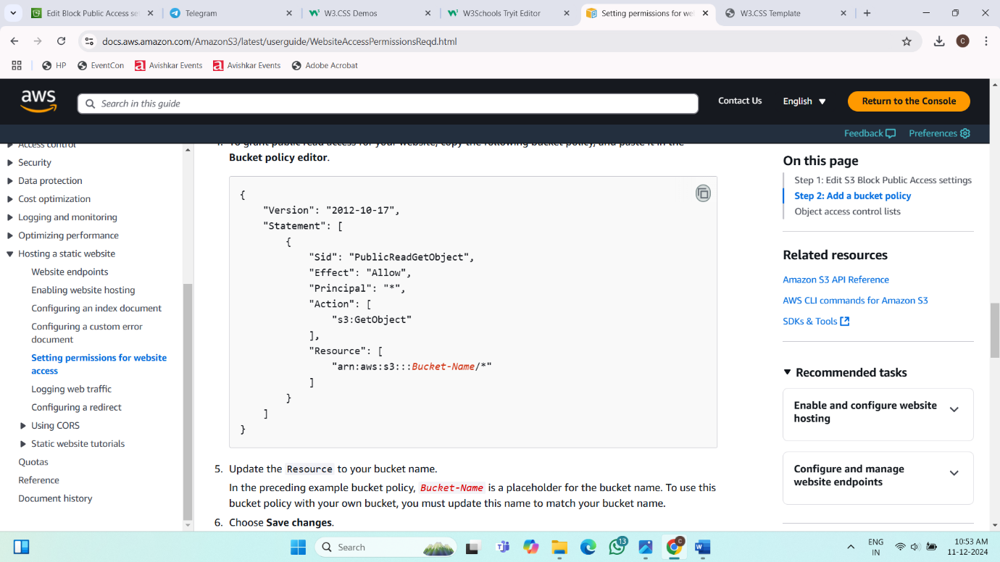 Edit Block Public Access se
Telegram
W3.CSS Demos
W3Schools Tryit Editor
Setting permissions for we
W3.CSS Template
docs.aws.amazon.com/AmazonS3/latest/userguide/WebsiteAccessPermissionsReqd.html
C
HP
EventCon
a Avishkar Events
a Avishkar Events
Adobe Acrobat
aws
Search in this guide
Contact Us
English
Return to the Console
Feedback
Preferences
Access control
Security
Data protection
Cost optimization
Logging and monitoring
Optimizing performance
Hosting a static website
Website endpoints
Enabling website hosting
Configuring an index document
Configuring a custom error
document
Setting permissions for website
access
Logging web traffic
Configuring a redirect
Using CORS
Static website tutorials
Quotas
Reference
Document history
4. To grant public read access for your website, copy the following bucket policy, and paste it in the
Bucket policy editor.
{
"Version": "2012-10-17",
"Statement": [
{
"Sid": "PublicReadGetObject",
"Effect": "Allow",
"Principal": "*",
"Action": [
"s3:GetObject"
],
"Resource": [
"arn:aws:s3:::Bucket-Name/*"
]
}
]
}
5. Update the Resource to your bucket name.
In the preceding example bucket policy, Bucket-Name is a placeholder for the bucket name. To use this
bucket policy with your own bucket, you must update this name to match your bucket name.
6. Choose Save changes.
On this page
Step 1: Edit S3 Block Public Access settings
Step 2: Add a bucket policy
Object access control lists
Related resources
Amazon S3 API Reference
AWS CLI commands for Amazon S3
SDKs & Tools
Recommended tasks
Enable and configure website
hosting
Configure and manage
website endpoints
Search
13
C
ENG
IN
10:53 AM
11-12-2024